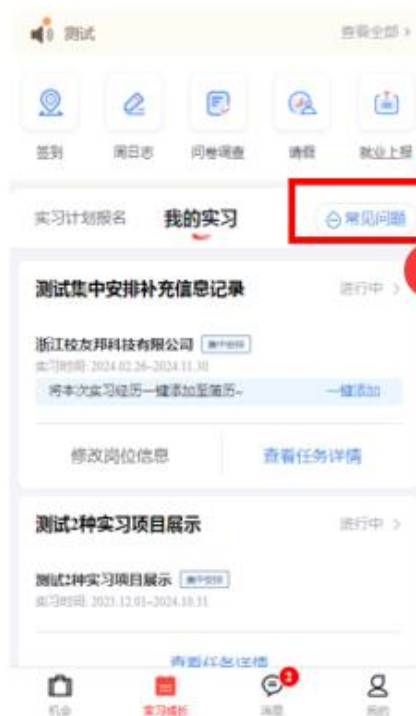 测试 查看全部 >
签到 周日志 问卷调查 请假 就业上报
实习计划报名 我的实习 常见问题
测试集中安排补充信息记录 进行中 >
浙江校友邦科技有限公司 集中安排
实习时间: 2024.02.26-2024.11.30
将本次实习经历一键添加至简历~ 一键添加
修改岗位信息 查看任务详情
测试2种实习项目展示 进行中 >
测试2种实习项目展示 集中安排
实习时间: 2023.12.01-2024.10.31
查看任务详情
2
机会 实习成长 消息 我的